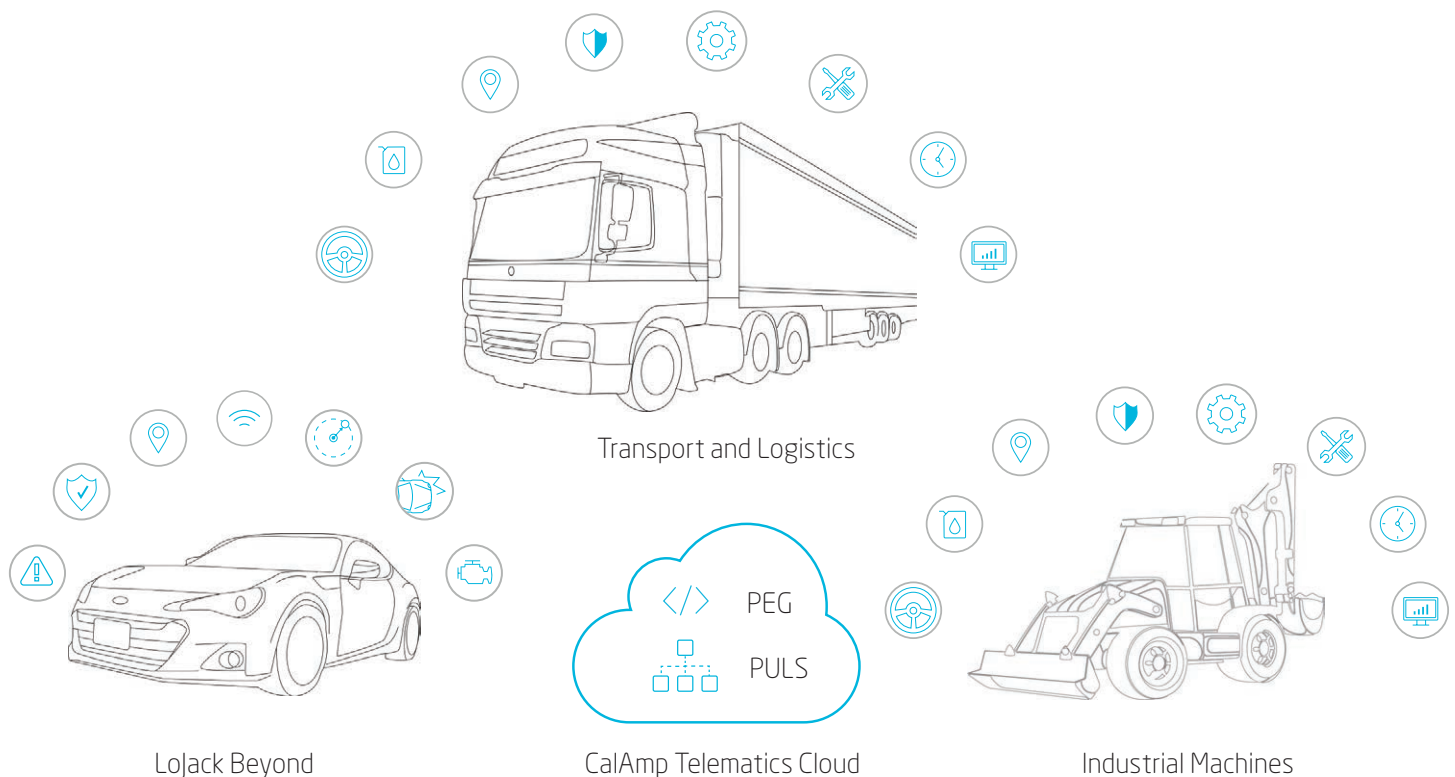 Transport and Logistics
</> PEG
PULS
LoJack Beyond
CalAmp Telematics Cloud
Industrial Machines